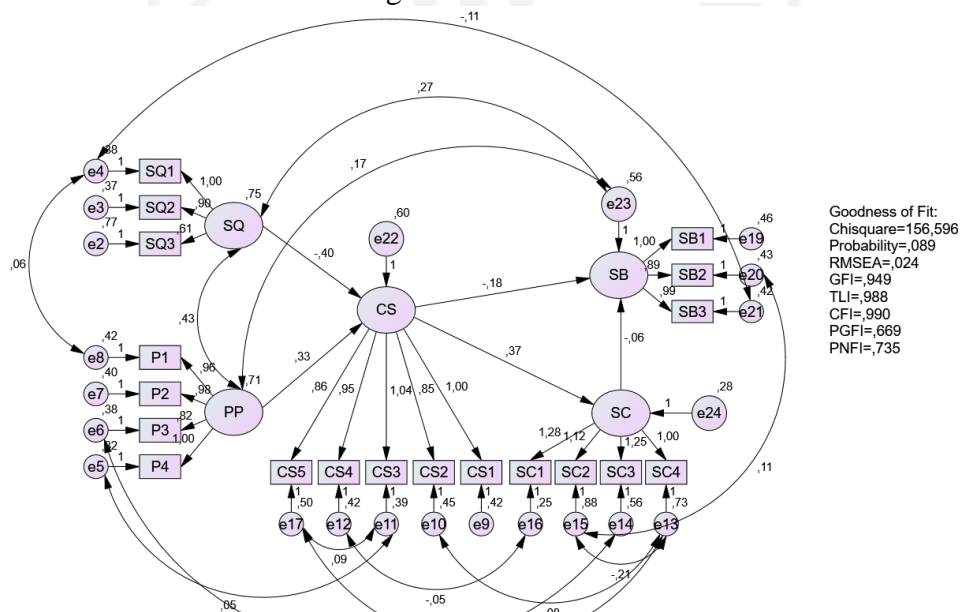 -,11
,27
,17
,38
e4
1
SQ1
1,00
,37
e3
1
SQ2
,90
SQ
,75
,77
e2
1
SQ3
,61
,06
-,40
,43
,60
e22
1
CS
,56
e23
1
SB
-,18
1,00
SB1
1
e19
,46
,89
SB2
1
e20
,43
,99
SB3
1
e21
,42
-,06
,42
e8
1
P1
,96
,40
e7
1
P2
,98
,38
e6
1
P3
,82
e5
1
P4
1,00
PP
,71
,33
,37
SC
1
e24
,28
,86
,95
1,04
,85
1,00
1,28
1,12
1,25
1,00
CS5
CS4
CS3
CS2
CS1
SC1
SC2
SC3
SC4
1
1
1
1
1
1
1
1
1
,50
,42
,39
,45
,42
,25
,88
,56
,73
e17
e12
e11
e10
e9
e16
e15
e14
e13
,11
,09
-,21
-,05
,05
Goodness of Fit:
Chisquare=156,596
Probability=,089
RMSEA=,024
GFI=,949
TLI=,988
CFI=,990
PGFI=,669
PNFI=,735